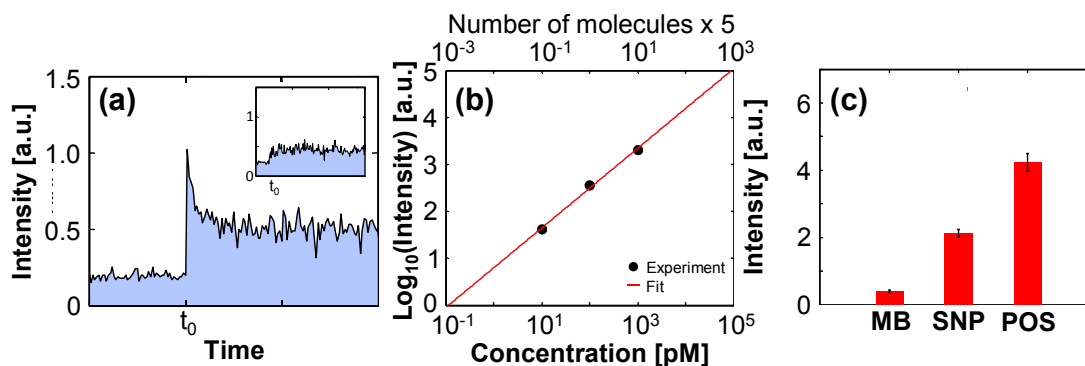 (a)
Intensity [a.u.]
1.5
1.0
0.5
0
t₀
Time
1
0
t₀
(b)
Number of molecules x 5
10⁻³ 10⁻¹ 10¹ 10³
Log₁₀(Intensity) [a.u.]
5
4
3
2
1
0
Experiment
Fit
10⁻¹ 10¹ 10³ 10⁵
Concentration [pM]
(c)
Intensity [a.u.]
6
4
2
0
MB SNP POS